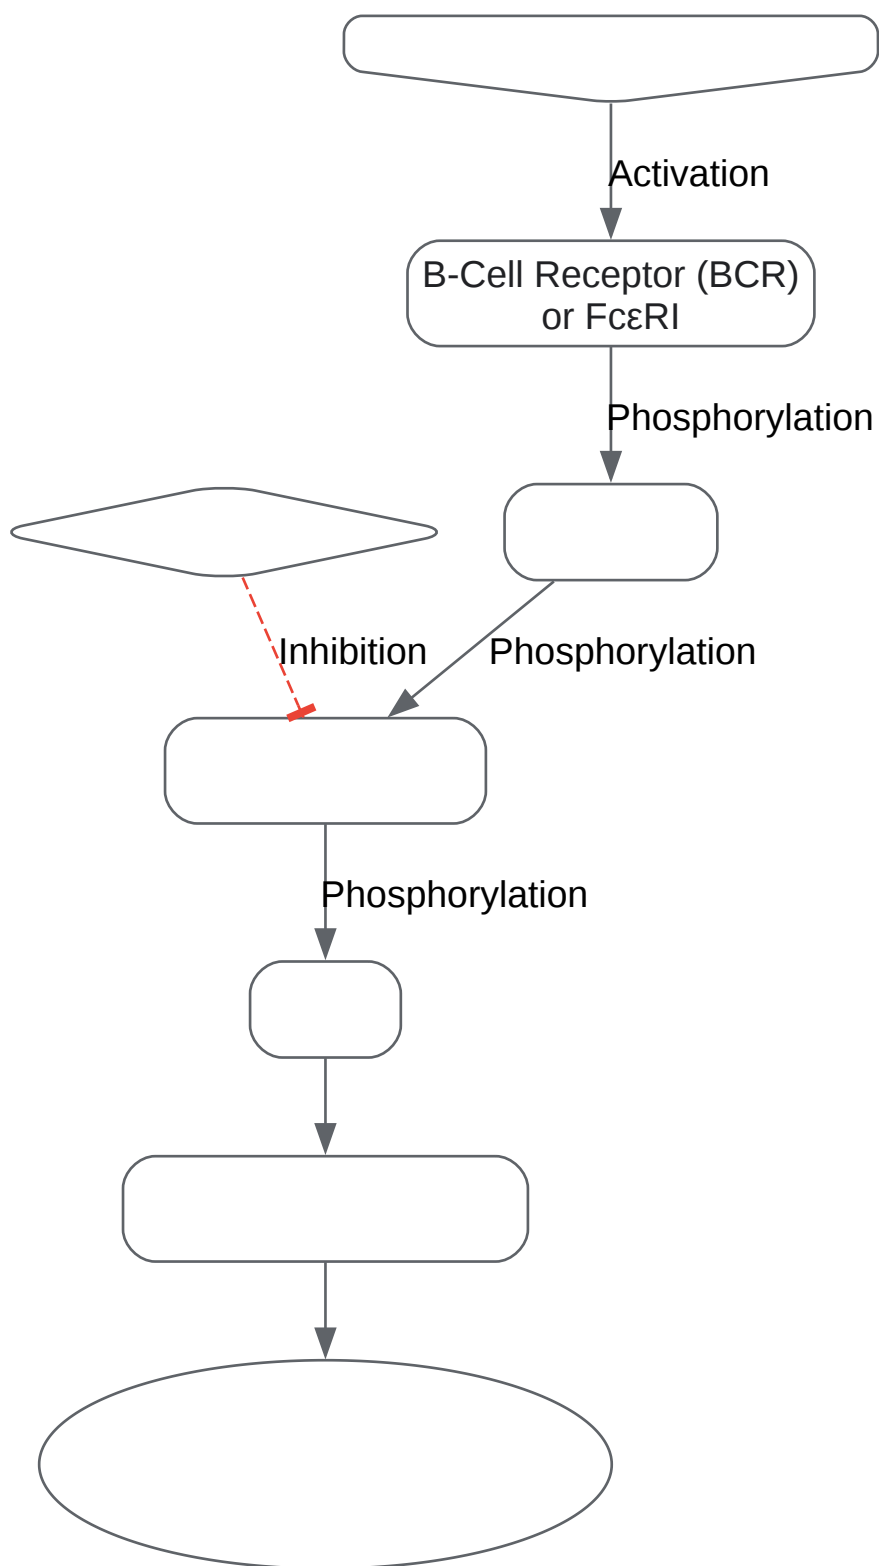 Activation
B-Cell Receptor (BCR)
or FcεRI
Phosphorylation
Inhibition
Phosphorylation
Phosphorylation